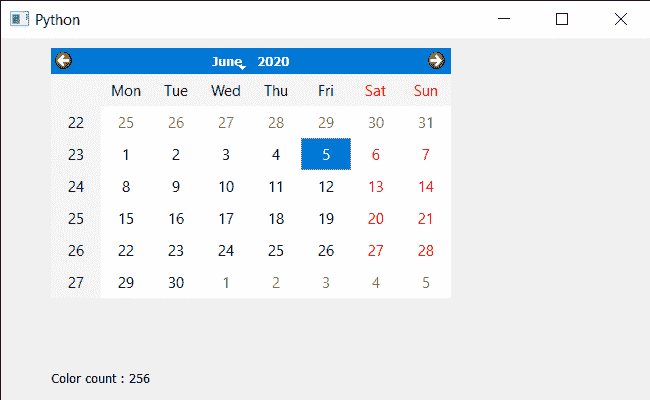 Python
June 2020
Mon Tue Wed Thu Fri Sat Sun
22 25 26 27 28 29 30 31
23 1 2 3 4 5 6 7
24 8 9 10 11 12 13 14
25 15 16 17 18 19 20 21
26 22 23 24 25 26 27 28
27 29 30 1 2 3 4 5
Color count : 256